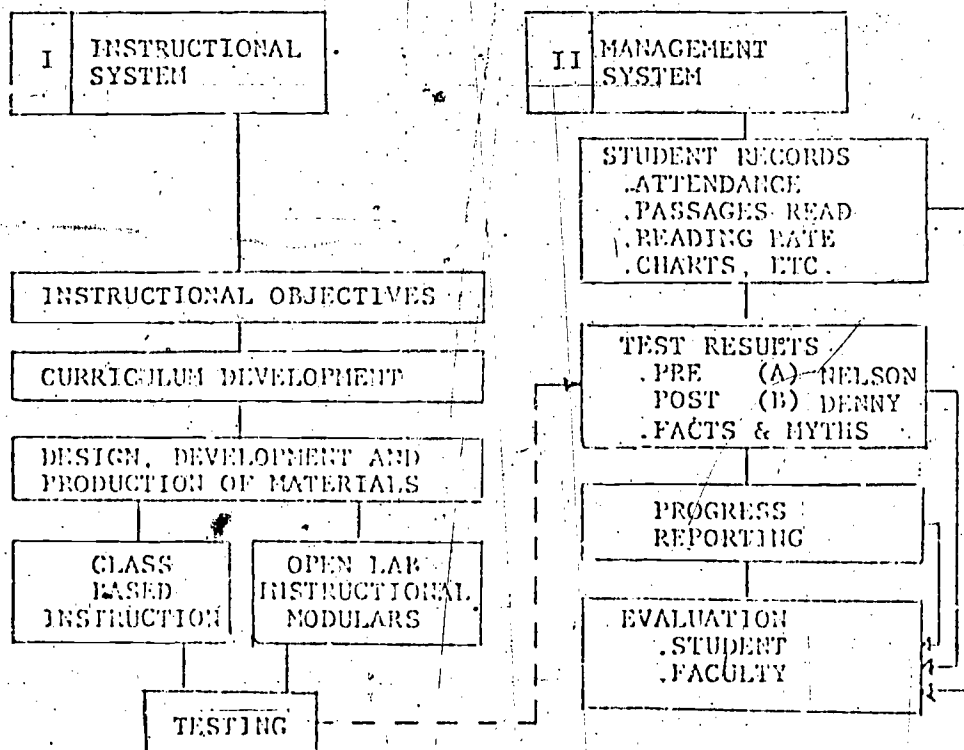 I
INSTRUCTIONAL
SYSTEM
INSTRUCTIONAL OBJECTIVES
CURRICULUM DEVELOPMENT
DESIGN, DEVELOPMENT AND
PRODUCTION OF MATERIALS
CLASS
BASED
INSTRUCTION
OPEN LAB
INSTRUCTIONAL
MODULARS
TESTING
II
MANAGEMENT
SYSTEM
STUDENT RECORDS
.ATTENDANCE
.PASSAGES READ
.READING RATE
.CHARTS, ETC.
TEST RESULTS
.PRE (A) NELSON
POST (B) DENNY
.FACTS & MYTHS
PROGRESS
REPORTING
EVALUATION
.STUDENT
.FACULTY